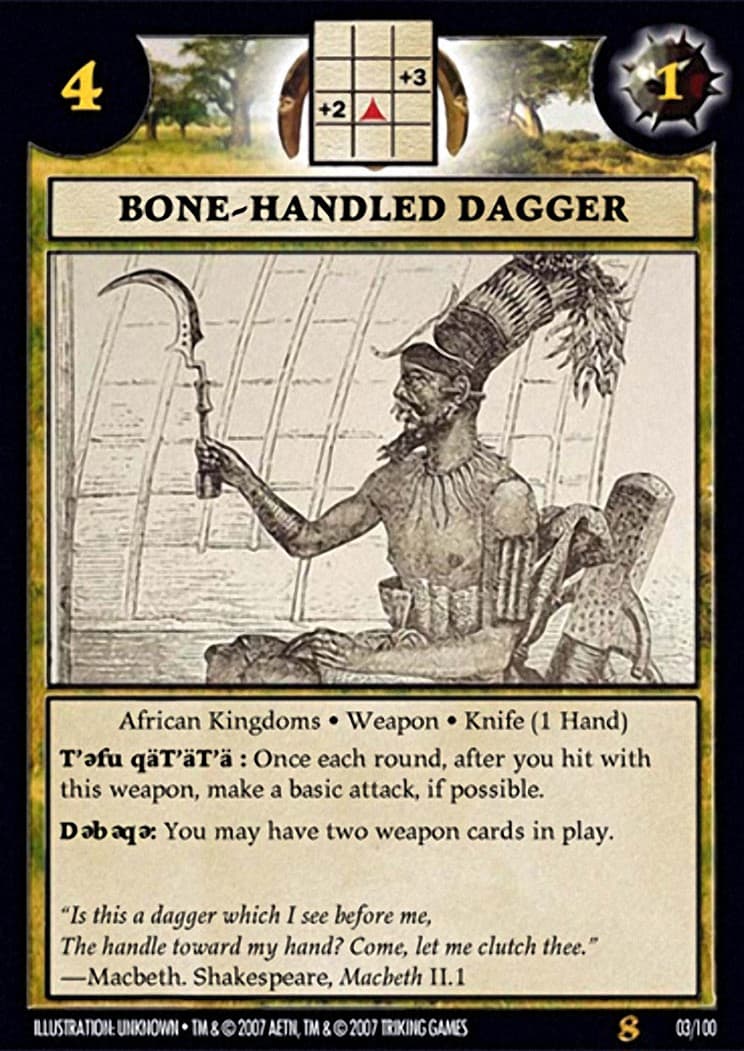 4
+3
+2
1
BONE-HANDLED DAGGER
African Kingdoms • Weapon • Knife (1 Hand)
T'əfu qäT'äT'ä : Once each round, after you hit with
this weapon, make a basic attack, if possible.
Dəbaqə: You may have two weapon cards in play.
“Is this a dagger which I see before me,
The handle toward my hand? Come, let me clutch thee.”
—Macbeth. Shakespeare, Macbeth II.1
ILLUSTRATION: UNKNOWN • TM & © 2007 AETN, TM & © 2007 TRIKING GAMES
8 03/100